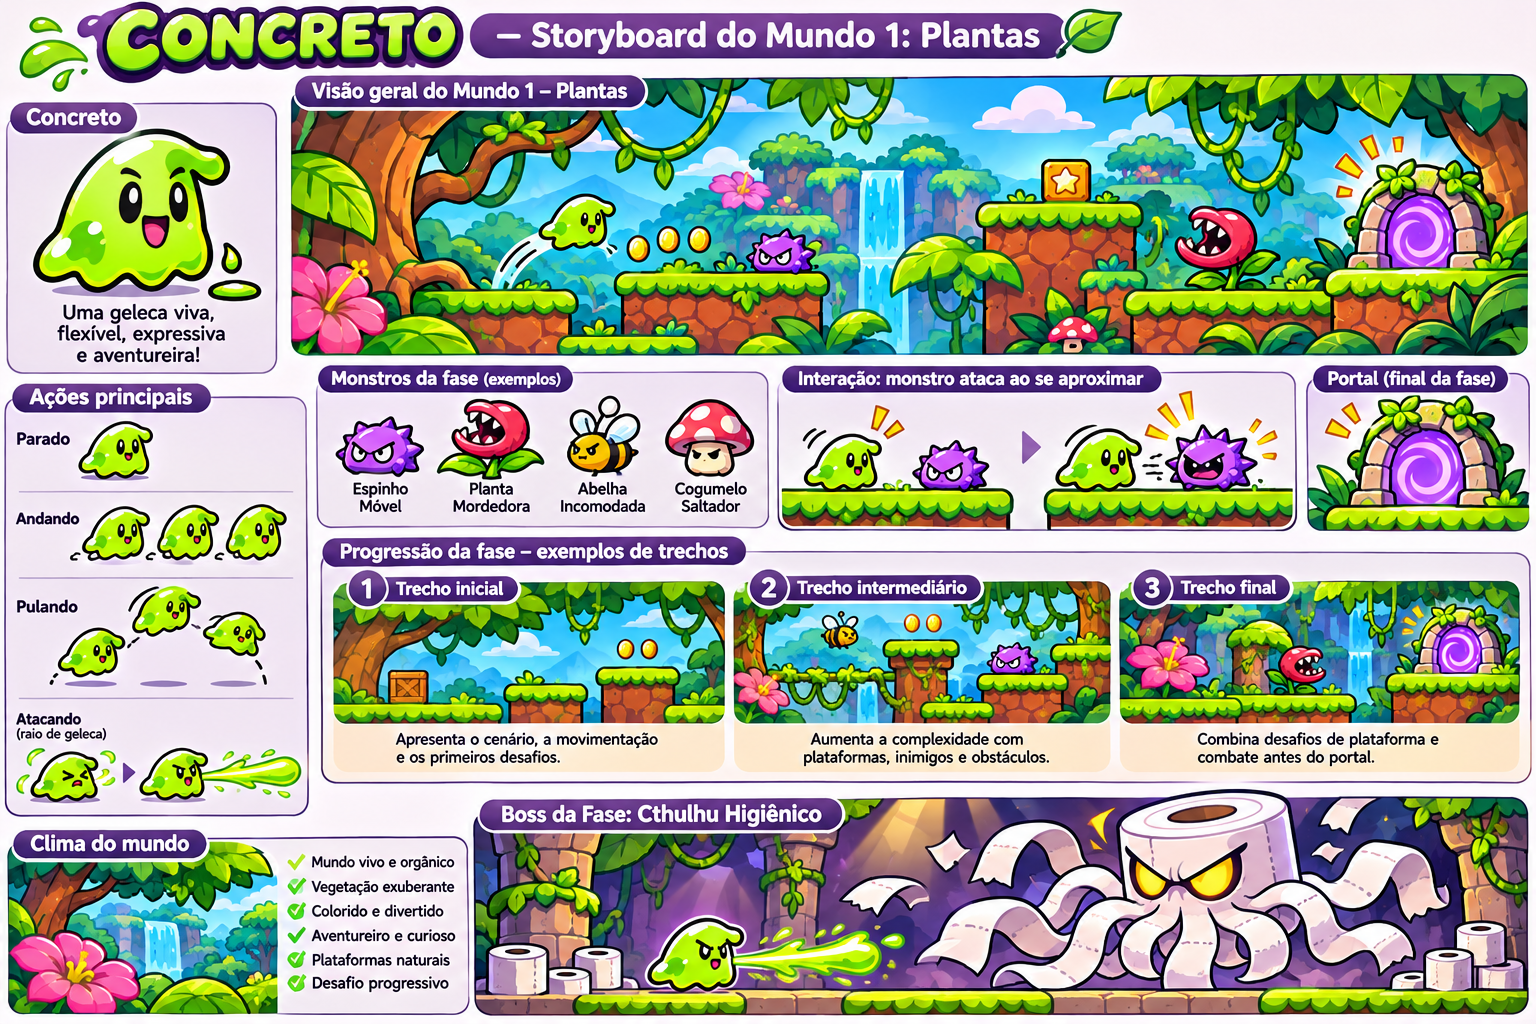 CONCRETO
— Storyboard do Mundo 1: Plantas
Concreto
Uma geleca viva,
flexível, expressiva
e aventureira!
Visão geral do Mundo 1 – Plantas
Ações principais
Parado
Andando
Pulando
Atacando
(raio de geleca)
Monstros da fase (exemplos)
Espinho
Móvel
Planta
Mordedora
Abelha
Incomodada
Cogumelo
Saltador
Interação: monstro ataca ao se aproximar
Portal (final da fase)
Progressão da fase – exemplos de trechos
1 Trecho inicial
Apresenta o cenário, a movimentação
e os primeiros desafios.
2 Trecho intermediário
Aumenta a complexidade com
plataformas, inimigos e obstáculos.
3 Trecho final
Combina desafios de plataforma e
combate antes do portal.
Clima do mundo
Mundo vivo e orgânico
Vegetação exuberante
Colorido e divertido
Aventureiro e curioso
Plataformas naturais
Desafio progressivo
Boss da Fase: Cthulhu Higiênico